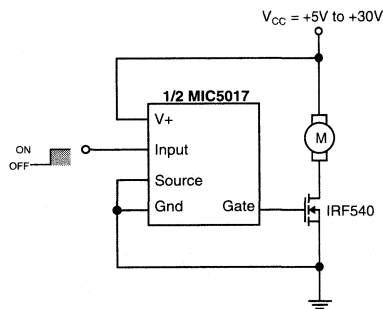 V_CC = +5V to +30V
1/2 MIC5017
V+
ON
OFF
Input
Source
Gnd Gate
M
IRF540